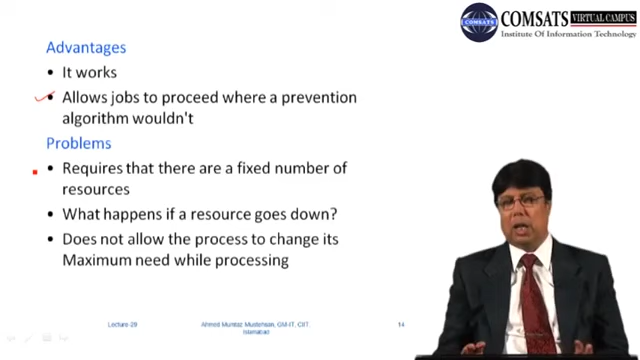 COMSATS VIRTUAL CAMPUS
Institute Of Information Technology
Advantages
• It works
• Allows jobs to proceed where a prevention
algorithm wouldn't
Problems
• Requires that there are a fixed number of
resources
• What happens if a resource goes down?
• Does not allow the process to change its
Maximum need while processing
Lecture-29
Ahmed Mumtaz Mustehsan, GM-IT, CIIT,
Islamabad
14